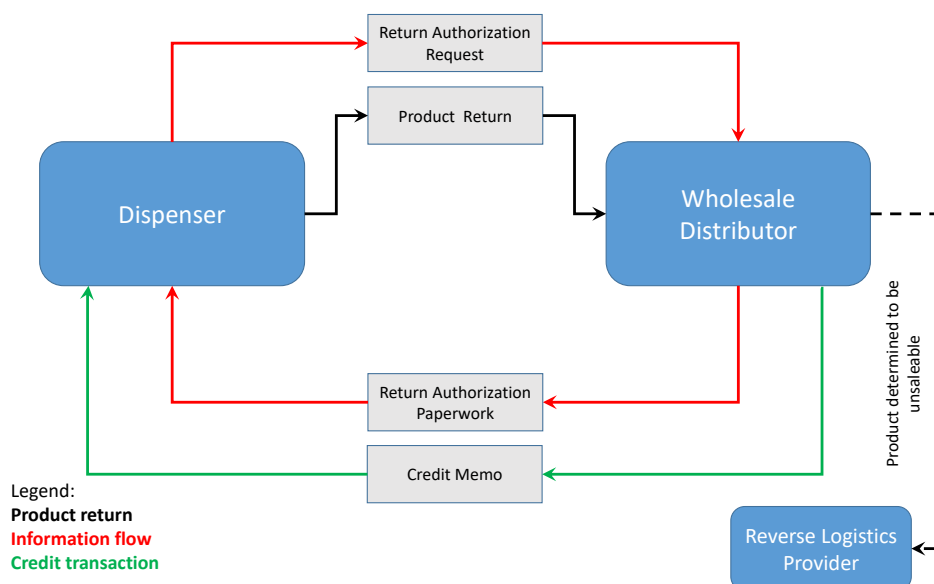 Return Authorization
Request
Product Return
Dispenser
Wholesale
Distributor
Product determined to be
unsaleable
Return Authorization
Paperwork
Credit Memo
Legend:
Product return
Information flow
Credit transaction
Reverse Logistics
Provider